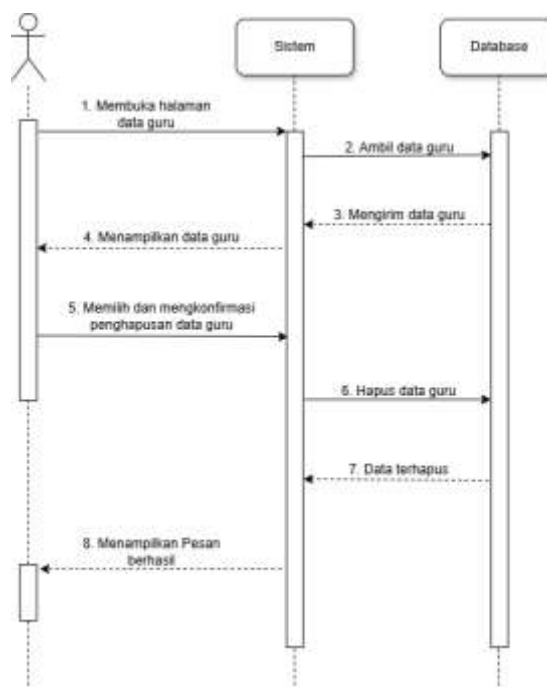 Sistem
Database
1. Membuka halaman
data guru
2. Ambil data guru
3. Mengirim data guru
4. Menampilkan data guru
5. Memilih dan mengkonfirmasi
penghapusan data guru
6. Hapus data guru
7. Data terhapus
8. Menampilkan Pesan
berhasil